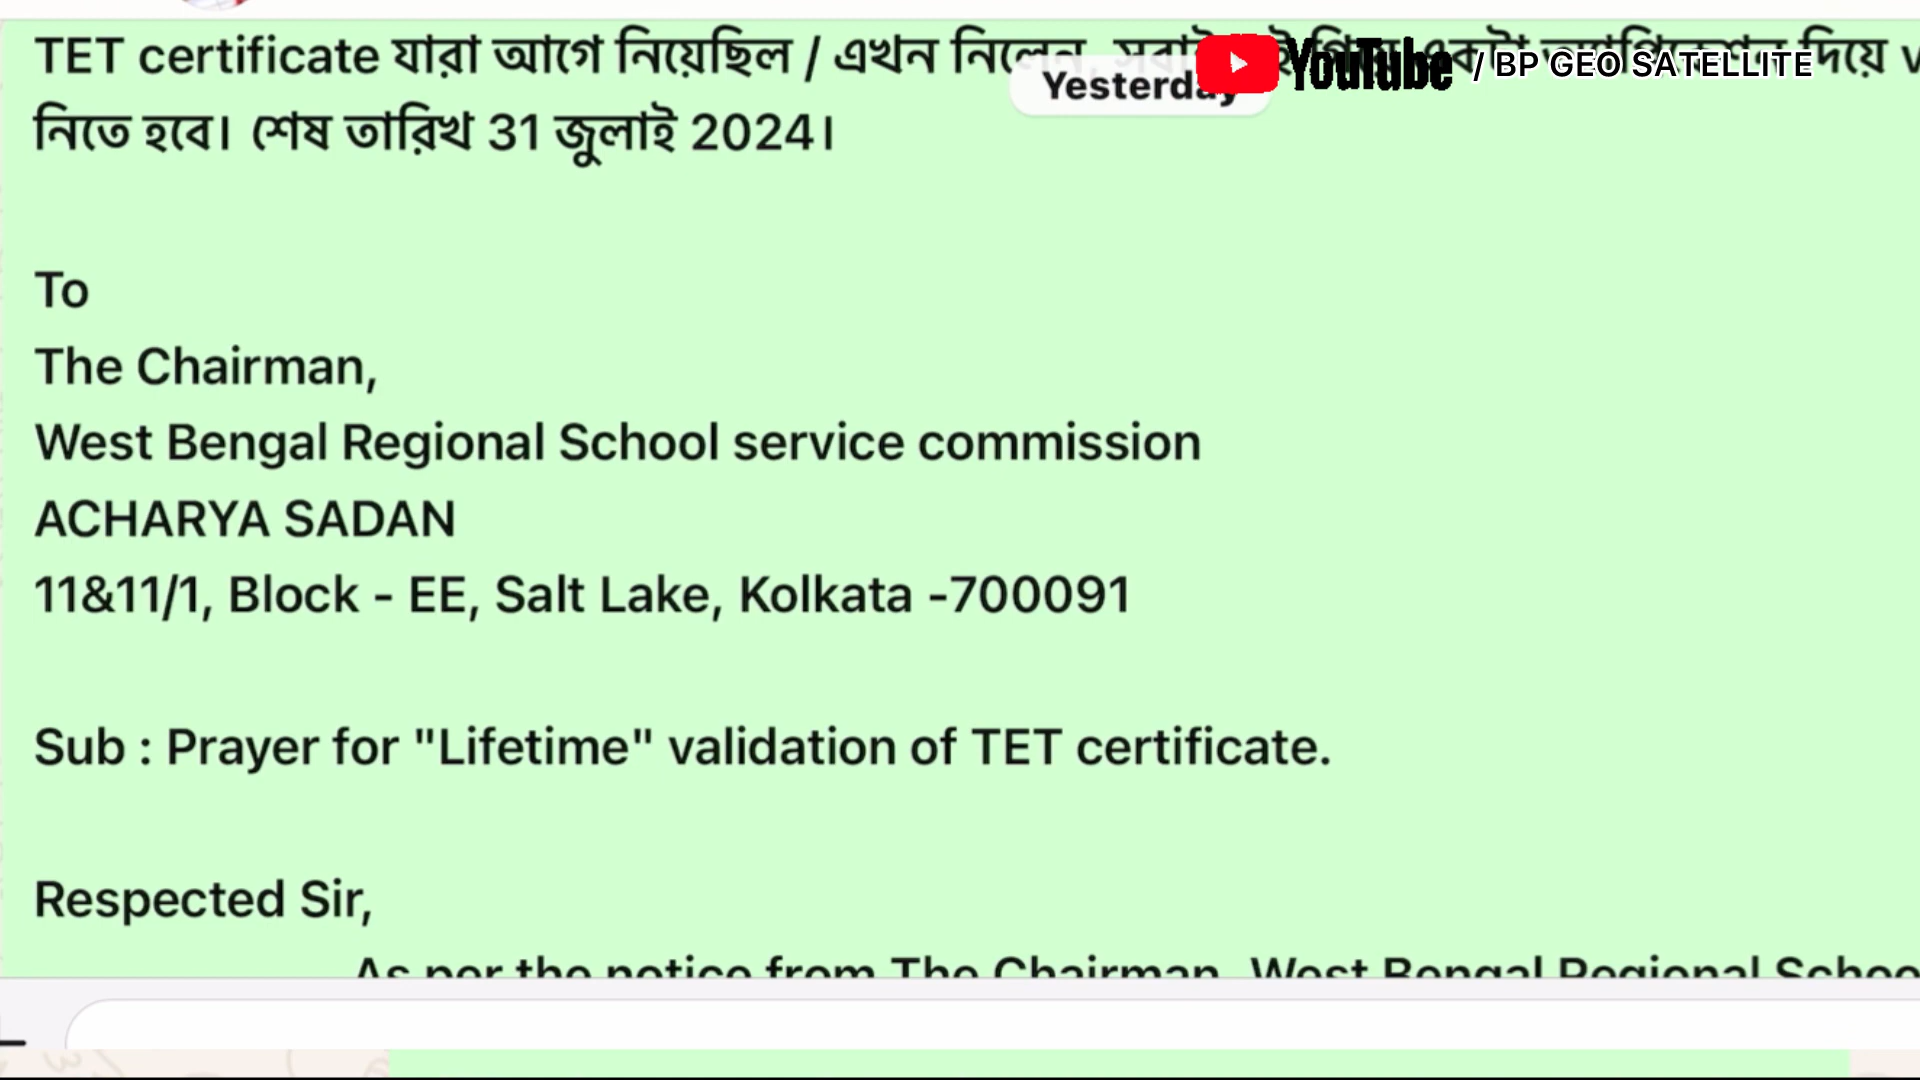 TET certificate যারা আগে নিয়েছিল / এখন নিলেন, সবাই দিয়ে
Yesterday
YouTube / BP GEO SATELLITE
নিতে হবে। শেষ তারিখ 31 জুলাই 2024।
To
The Chairman,
West Bengal Regional School service commission
ACHARYA SADAN
11&11/1, Block - EE, Salt Lake, Kolkata -700091
Sub : Prayer for "Lifetime" validation of TET certificate.
Respected Sir,
As per the notice from The Chairman, West Bengal Regional Schoo